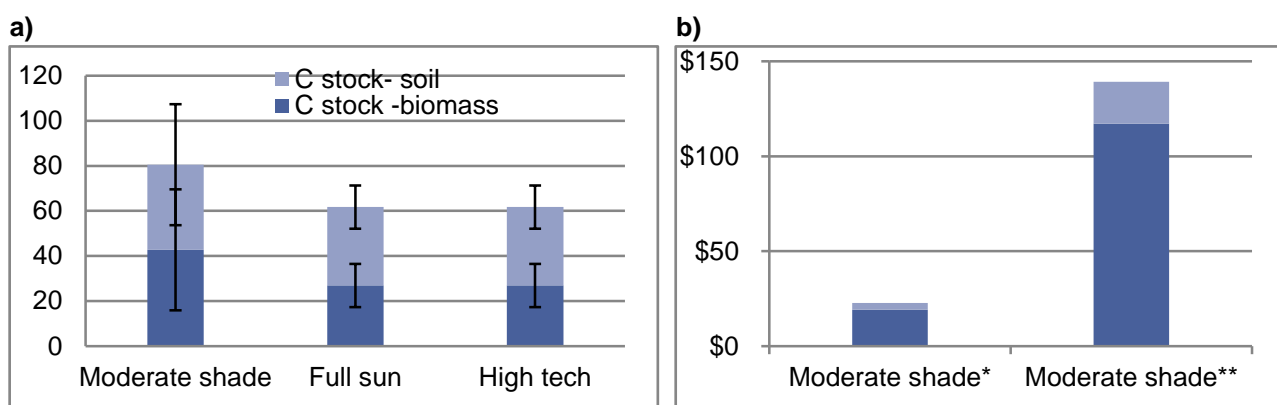 a)
120
100
80
60
40
20
0
C stock- soil
C stock -biomass
Moderate shade Full sun High tech
b)
$150
$100
$50
$0
Moderate shade* Moderate shade**